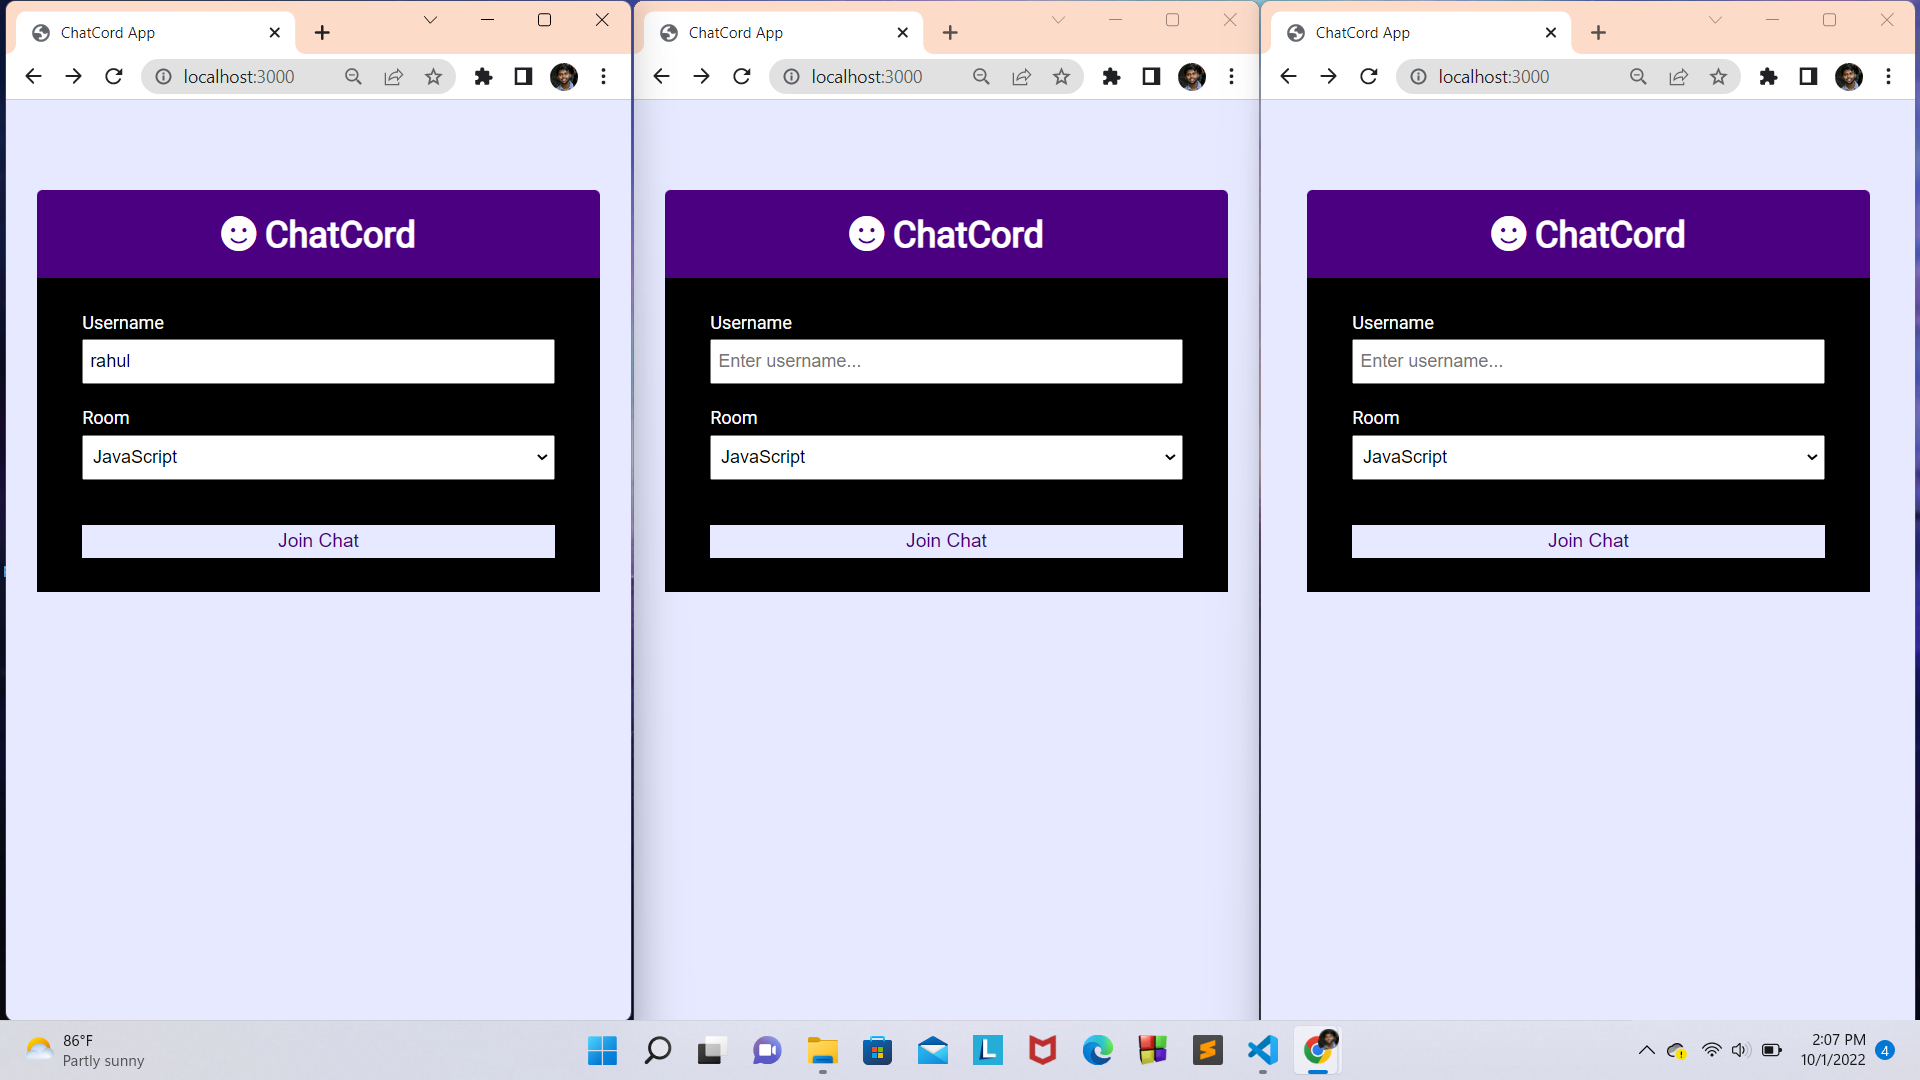 ChatCord App
localhost:3000
ChatCord
Username
rahul
Room
JavaScript
Join Chat
ChatCord App
localhost:3000
ChatCord
Username
Enter username...
Room
JavaScript
Join Chat
ChatCord App
localhost:3000
ChatCord
Username
Enter username...
Room
JavaScript
Join Chat
86°F
Partly sunny
L
2:07 PM
10/1/2022
4